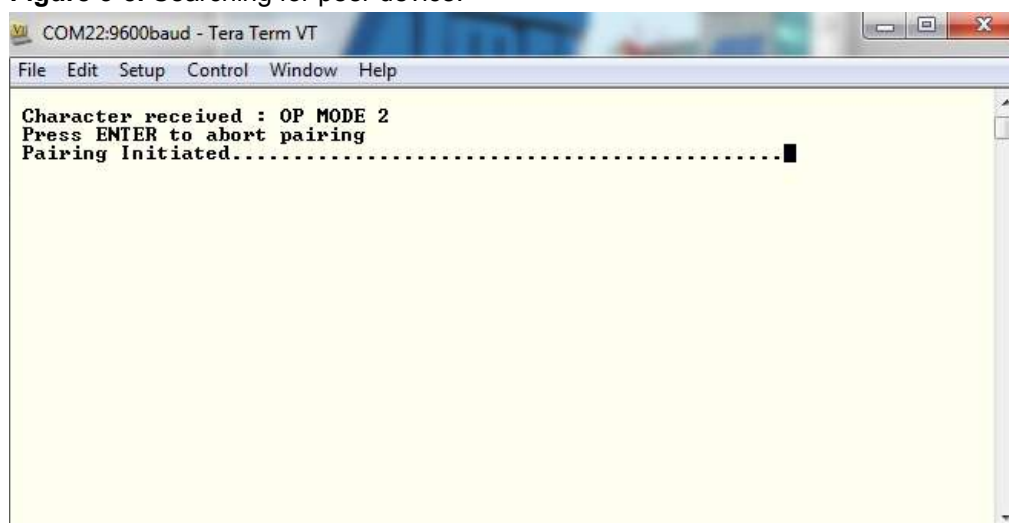 COM22:9600baud - Tera Term VT
File Edit Setup Control Window Help
Character received : OP MODE 2
Press ENTER to abort pairing
Pairing Initiated.............................................